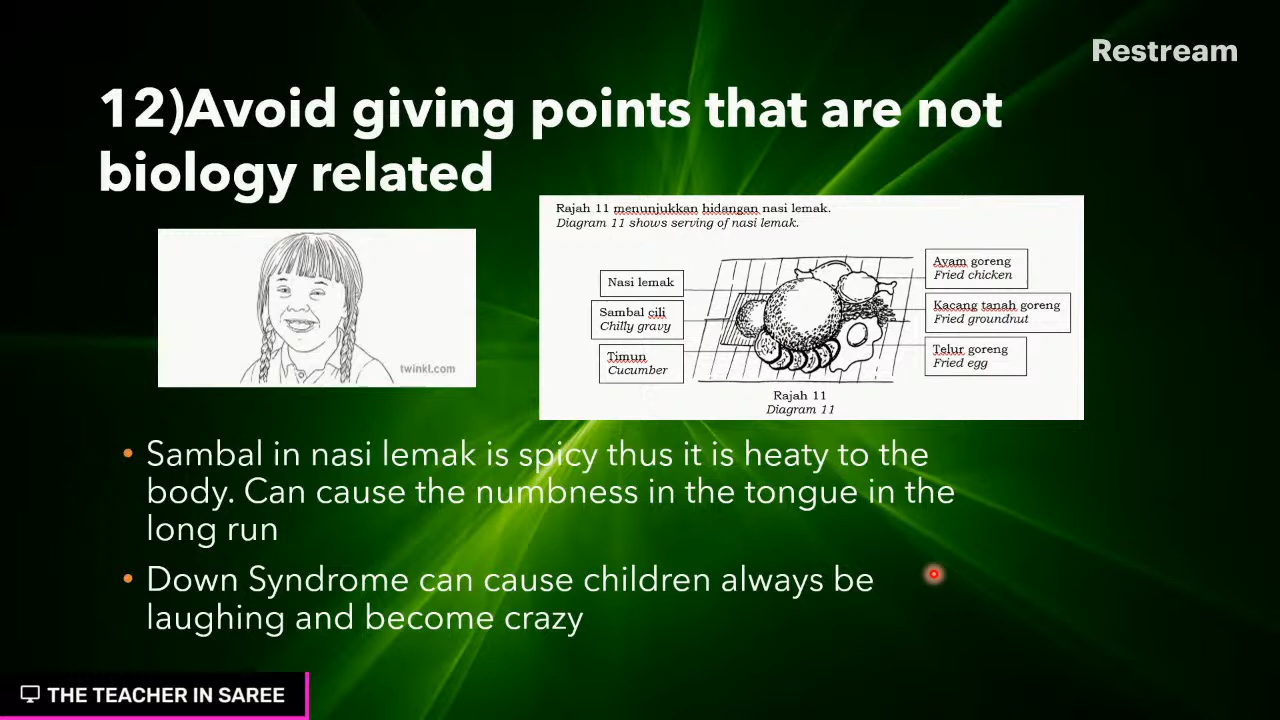 Restream
12)Avoid giving points that are not
biology related
Rajah 11 menunjukkan hidangan nasi lemak.
Diagram 11 shows serving of nasi lemak.
Nasi lemak
Sambal cili
Chilly gravy
Timun
Cucumber
Ayam goreng
Fried chicken
Kacang tanah goreng
Fried groundnut
Telur goreng
Fried egg
Rajah 11
Diagram 11
twinkl.com
• Sambal in nasi lemak is spicy thus it is heaty to the
body. Can cause the numbness in the tongue in the
long run
• Down Syndrome can cause children always be
laughing and become crazy
THE TEACHER IN SAREE